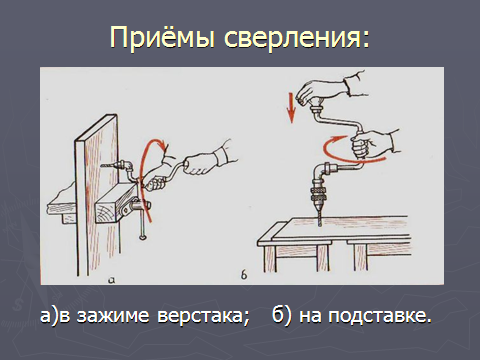 Приёмы сверления:
а б
а)в зажиме верстака; б) на подставке.